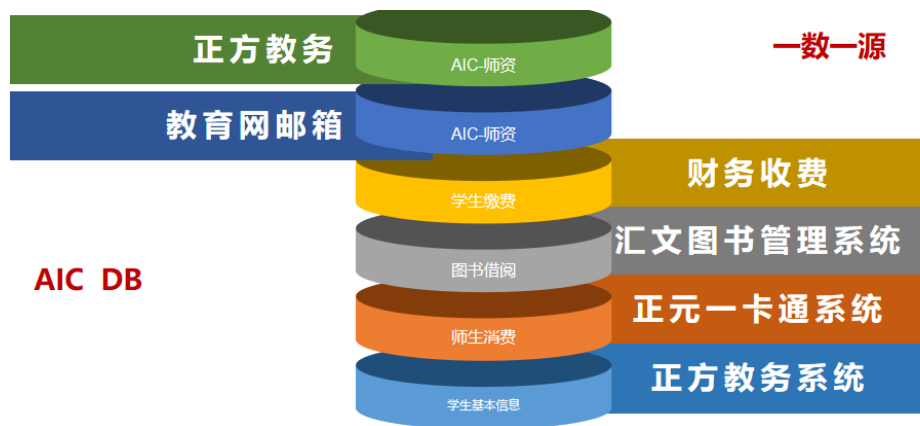 正方教务
AIC-师资
一数一源
教育网邮箱
AIC-师资
财务收费
学生缴费
汇文图书管理系统
图书借阅
AIC DB
正元一卡通系统
师生消费
正方教务系统
学生基本信息